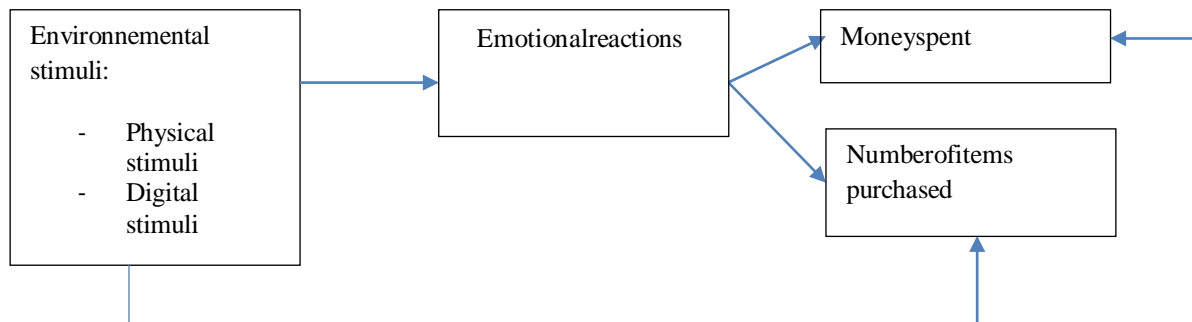 Environnemental
stimuli:
- Physical
stimuli
- Digital
stimuli
Emotionalreactions
Moneyspent
Numberofitems
purchased